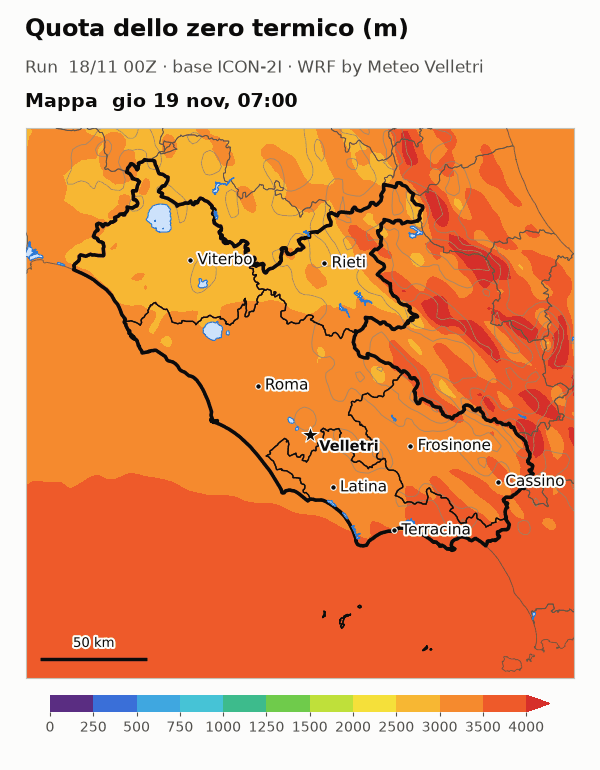 Quota dello zero termico (m)
Run 18/11 00Z · base ICON-2I · WRF by Meteo Velletri
Mappa gio 19 nov, 07:00
Viterbo
Rieti
Roma
Velletri
Frosinone
Latina
Cassino
Terracina
50 km
0 250 500 750 1000 1250 1500 2000 2500 3000 3500 4000